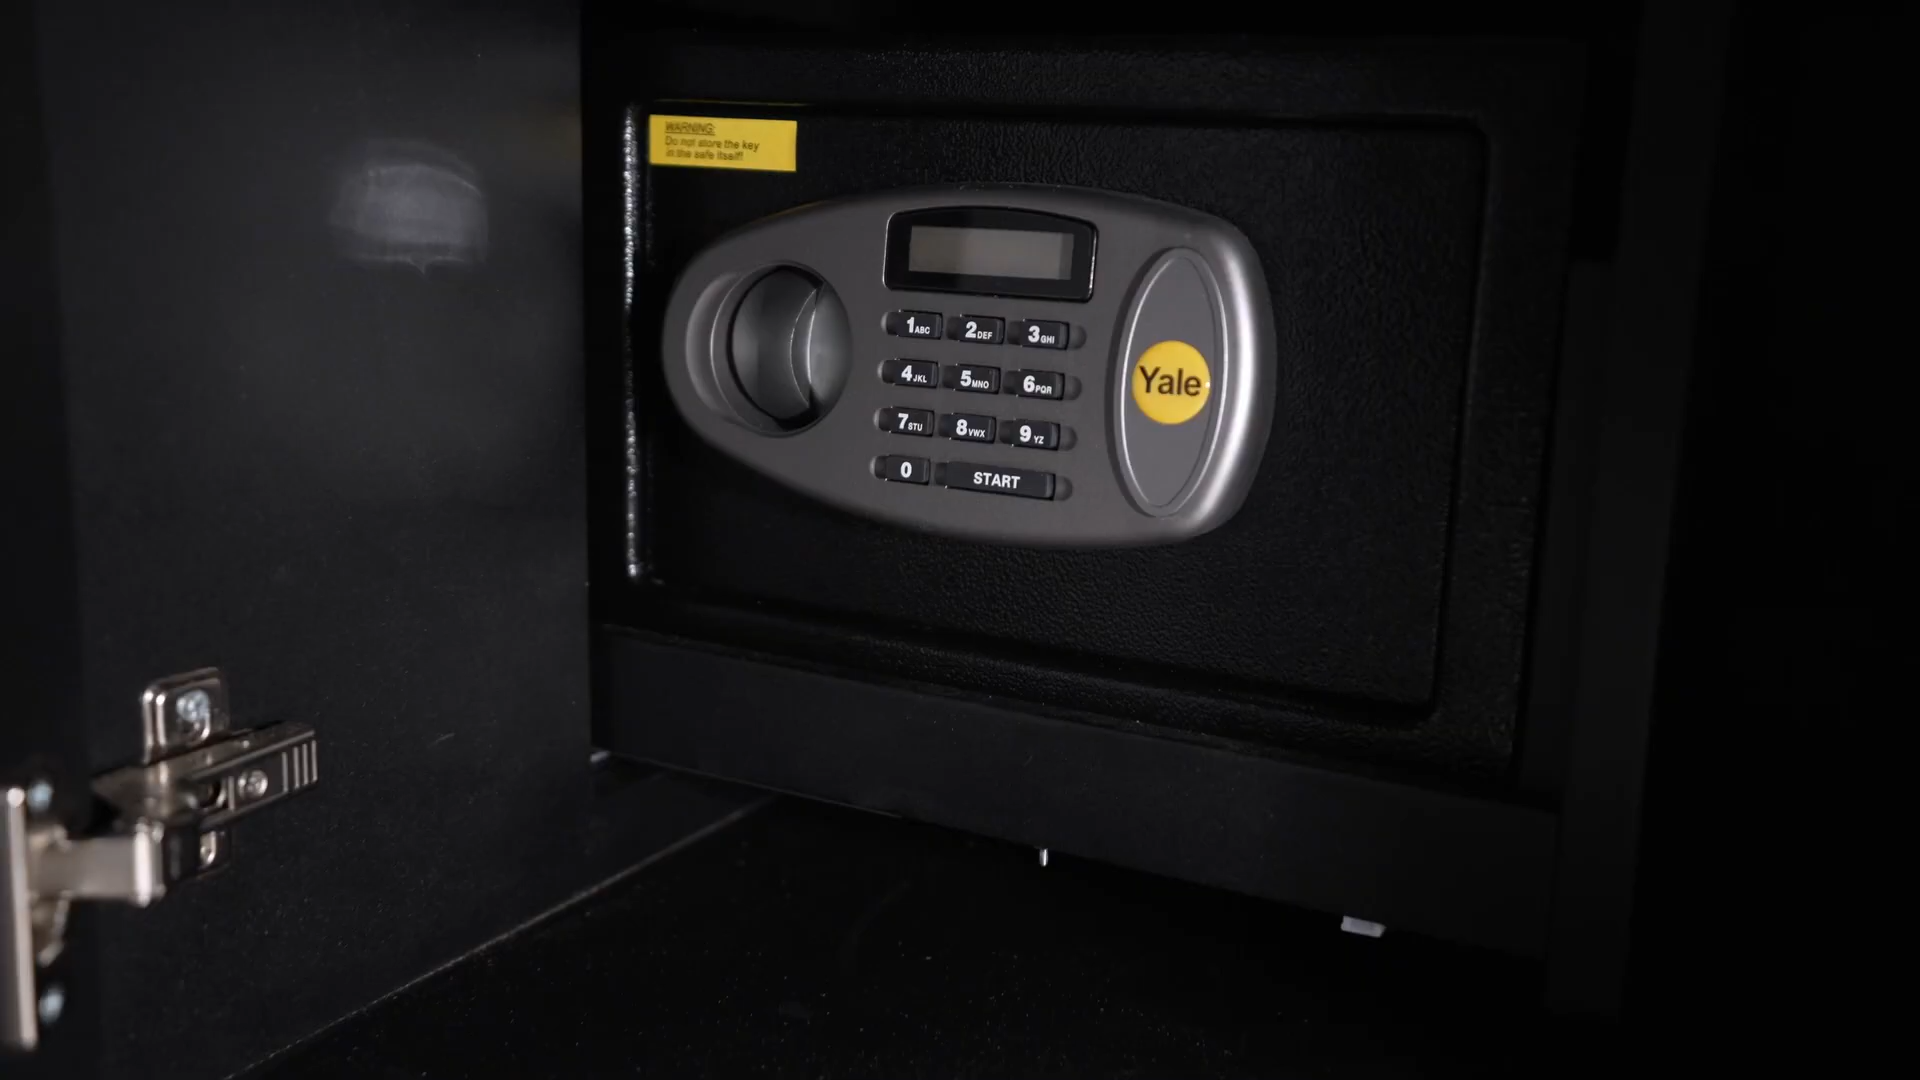 WARNING:
Do not store the key
in the safe itself!
1ABC 2DEF 3GHI
4JKL 5MNO 6PQR
7STU 8VWX 9YZ
0 START
Yale